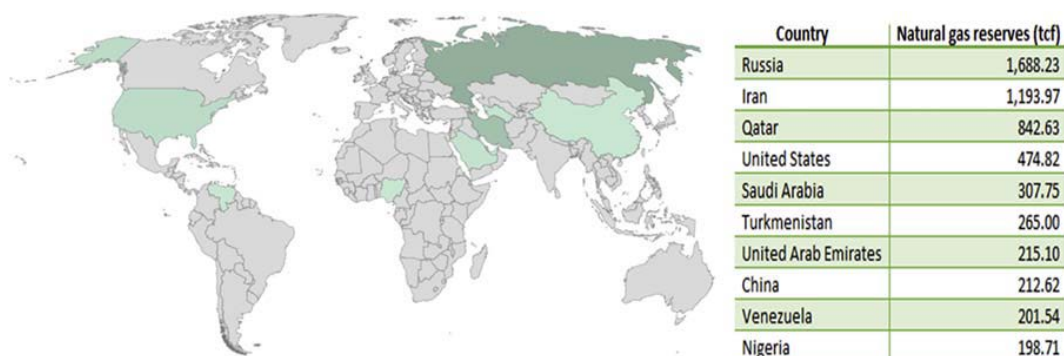 Country Natural gas reserves (tcf)
Russia 1,688.23
Iran 1,193.97
Qatar 842.63
United States 474.82
Saudi Arabia 307.75
Turkmenistan 265.00
United Arab Emirates 215.10
China 212.62
Venezuela 201.54
Nigeria 198.71